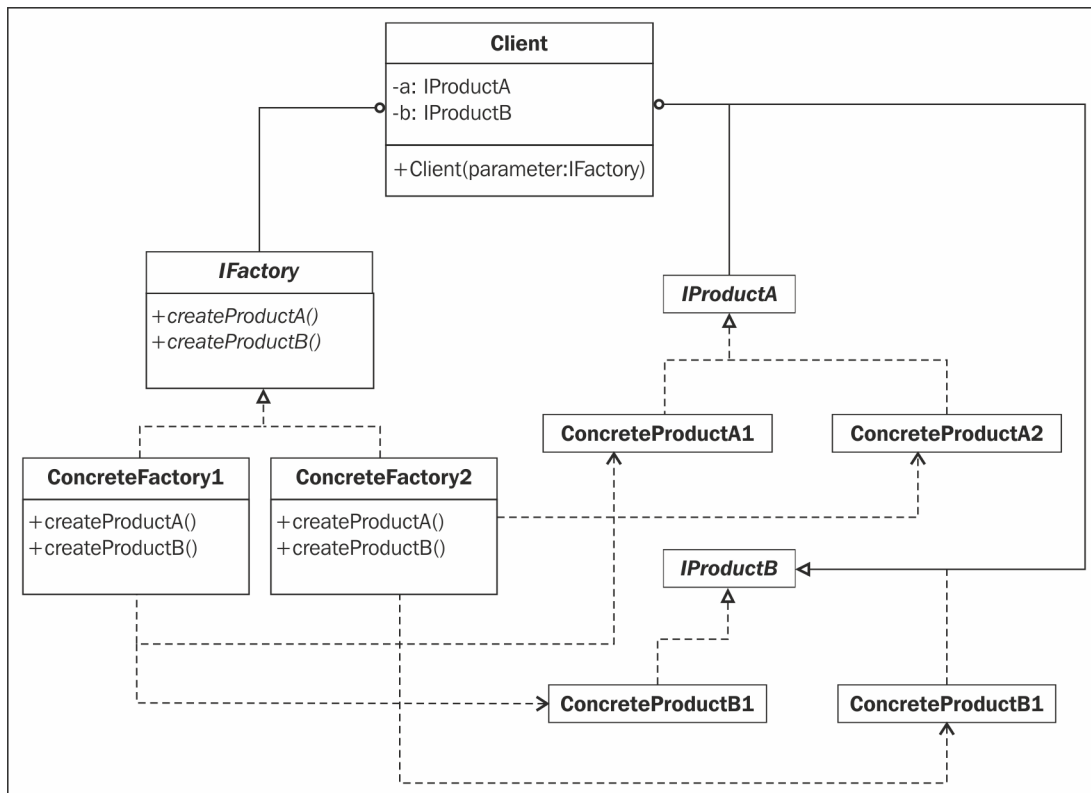 Client
-a: IProductA
-b: IProductB
+Client(parameter:IFactory)
IFactory
+createProductA()
+createProductB()
IProductA
ConcreteProductA1
ConcreteProductA2
ConcreteFactory1
+createProductA()
+createProductB()
ConcreteFactory2
+createProductA()
+createProductB()
IProductB
ConcreteProductB1
ConcreteProductB1